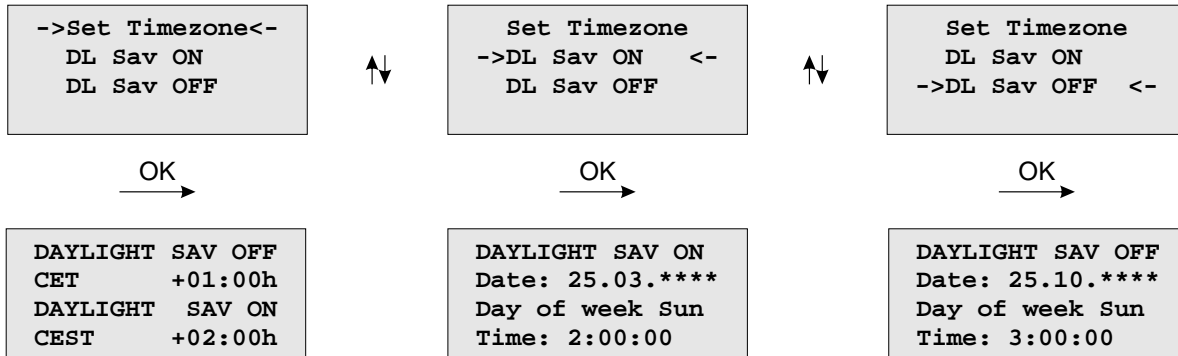 ->Set Timezone<-
DL Sav ON
DL Sav OFF
Set Timezone
->DL Sav ON <-
DL Sav OFF
Set Timezone
DL Sav ON
->DL Sav OFF <-
OK
OK
OK
DAYLIGHT SAV OFF
CET +01:00h
DAYLIGHT SAV ON
CEST +02:00h
DAYLIGHT SAV ON
Date: 25.03.****
Day of week Sun
Time: 2:00:00
DAYLIGHT SAV OFF
Date: 25.10.****
Day of week Sun
Time: 3:00:00